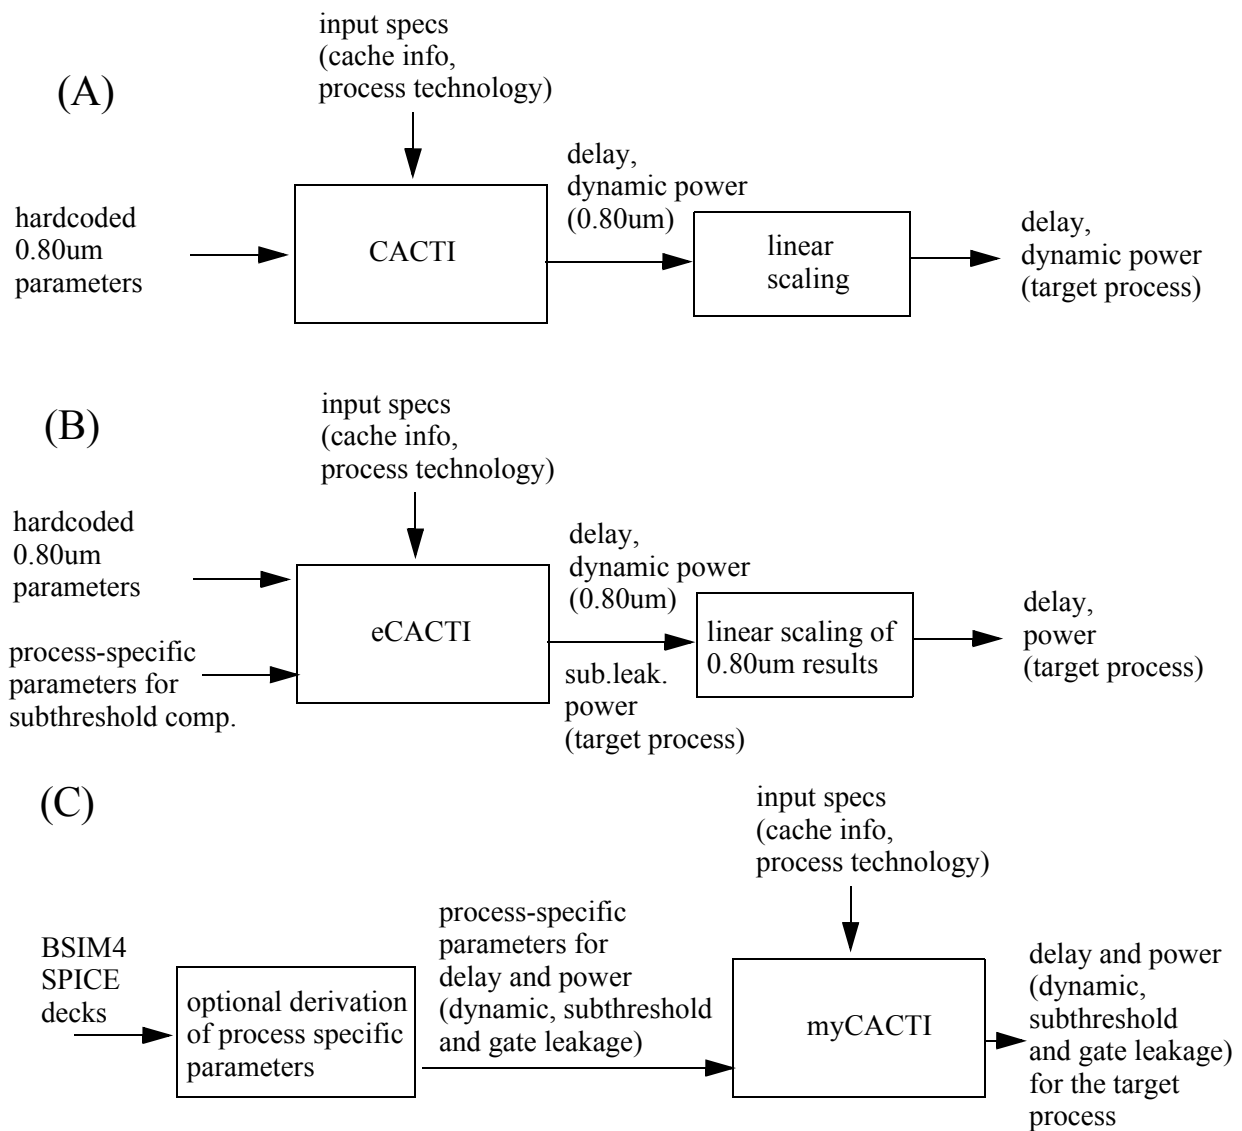 (A)
input specs
(cache info,
process technology)
hardcoded
0.80um
parameters
CACTI
delay,
dynamic power
(0.80um)
linear
scaling
delay,
dynamic power
(target process)
(B)
input specs
(cache info,
process technology)
hardcoded
0.80um
parameters
process-specific
parameters for
subthreshold comp.
eCACTI
delay,
dynamic power
(0.80um)
sub.leak.
power
(target process)
linear scaling of
0.80um results
delay,
power
(target process)
(C)
input specs
(cache info,
process technology)
BSIM4
SPICE
decks
optional derivation
of process specific
parameters
process-specific
parameters for
delay and power
(dynamic, subthreshold
and gate leakage)
myCACTI
delay and power
(dynamic,
subthreshold
and gate leakage)
for the target
process